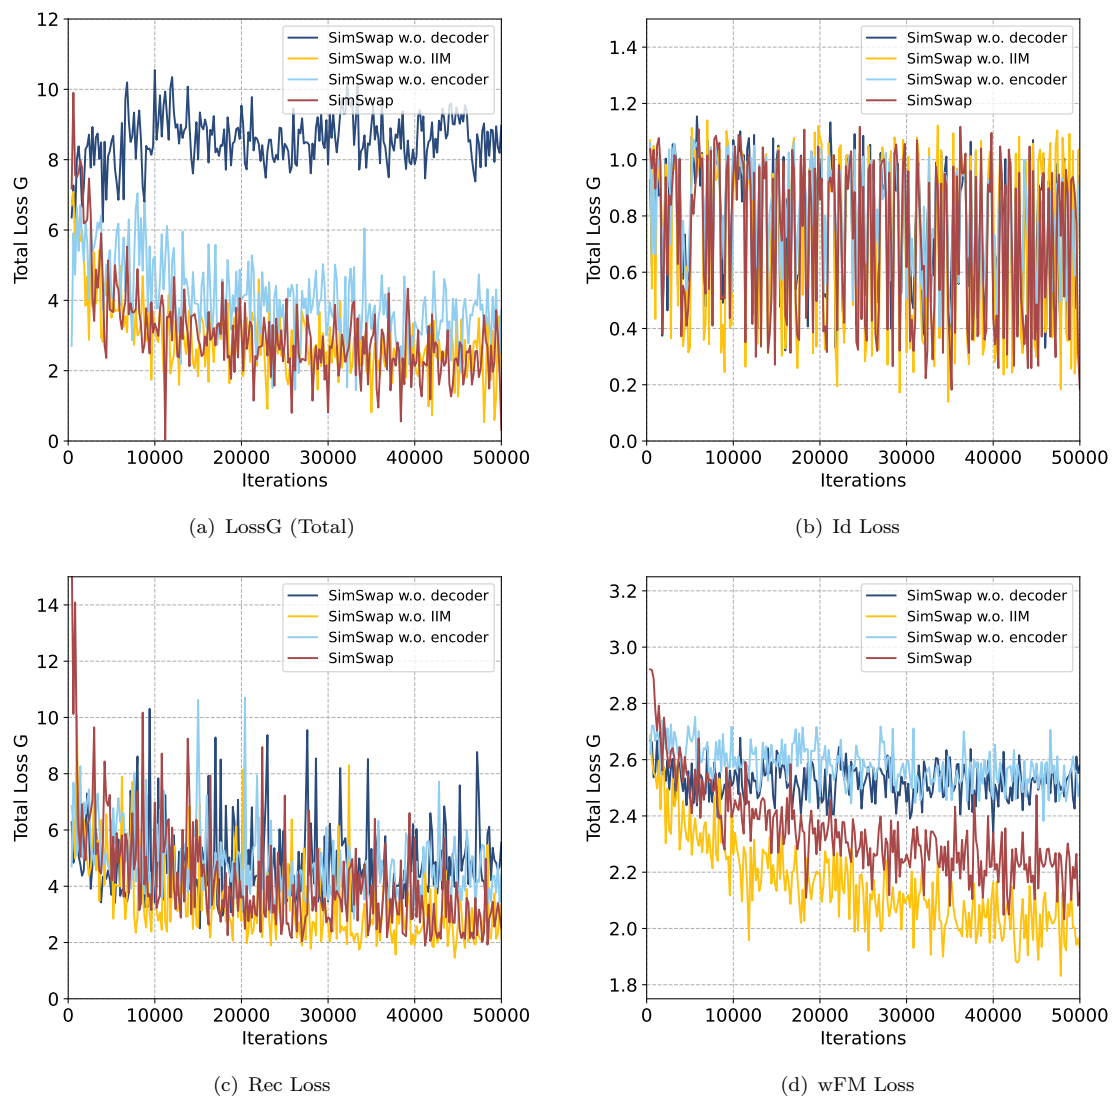 12
10
8
6
4
2
0
Total Loss G
SimSwap w.o. decoder
SimSwap w.o. IIM
SimSwap w.o. encoder
SimSwap
0 10000 20000 30000 40000 50000
Iterations
(a) LossG (Total)
1.4
1.2
1.0
0.8
0.6
0.4
0.2
0.0
Total Loss G
SimSwap w.o. decoder
SimSwap w.o. IIM
SimSwap w.o. encoder
SimSwap
0 10000 20000 30000 40000 50000
Iterations
(b) Id Loss
14
12
10
8
6
4
2
0
Total Loss G
SimSwap w.o. decoder
SimSwap w.o. IIM
SimSwap w.o. encoder
SimSwap
0 10000 20000 30000 40000 50000
Iterations
(c) Rec Loss
3.2
3.0
2.8
2.6
2.4
2.2
2.0
1.8
Total Loss G
SimSwap w.o. decoder
SimSwap w.o. IIM
SimSwap w.o. encoder
SimSwap
0 10000 20000 30000 40000 50000
Iterations
(d) wFM Loss